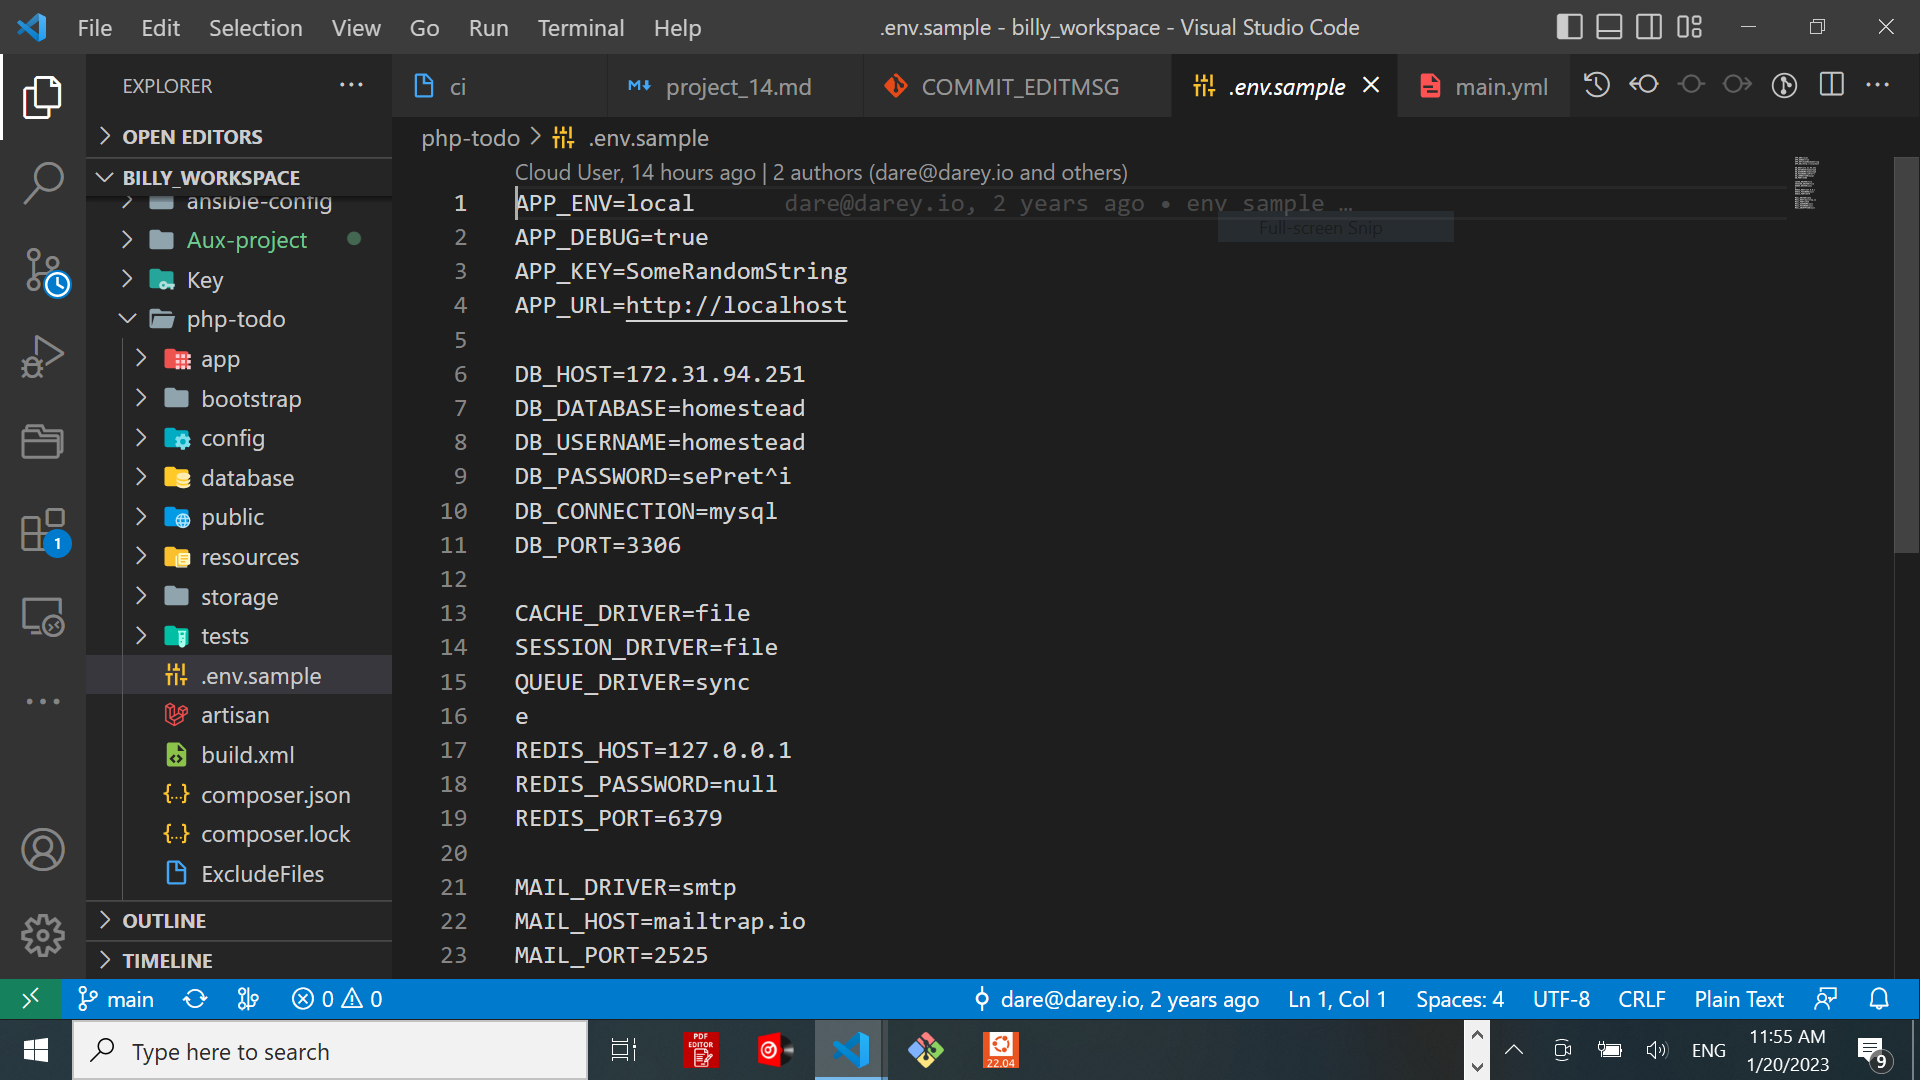 File Edit Selection View Go Run Terminal Help
.env.sample - billy_workspace - Visual Studio Code
EXPLORER
ci
project_14.md
COMMIT_EDITMSG
.env.sample
main.yml
OPEN EDITORS
BILLY_WORKSPACE
ansible-config
Aux-project
Key
php-todo
app
bootstrap
config
database
public
resources
storage
tests
.env.sample
artisan
build.xml
composer.json
composer.lock
ExcludeFiles
OUTLINE
TIMELINE
1
php-todo > .env.sample
Cloud User, 14 hours ago | 2 authors (dare@darey.io and others)
1 APP_ENV=local dare@darey.io, 2 years ago • env sample …
Full-screen Snip
2 APP_DEBUG=true
3 APP_KEY=SomeRandomString
4 APP_URL=http://localhost
5
6 DB_HOST=172.31.94.251
7 DB_DATABASE=homestead
8 DB_USERNAME=homestead
9 DB_PASSWORD=sePret^i
10 DB_CONNECTION=mysql
11 DB_PORT=3306
12
13 CACHE_DRIVER=file
14 SESSION_DRIVER=file
15 QUEUE_DRIVER=sync
16 e
17 REDIS_HOST=127.0.0.1
18 REDIS_PASSWORD=null
19 REDIS_PORT=6379
20
21 MAIL_DRIVER=smtp
22 MAIL_HOST=mailtrap.io
23 MAIL_PORT=2525
main 0 0 dare@darey.io, 2 years ago Ln 1, Col 1 Spaces: 4 UTF-8 CRLF Plain Text
Type here to search
PDF
EDITOR
22.04
ENG
11:55 AM
1/20/2023
9